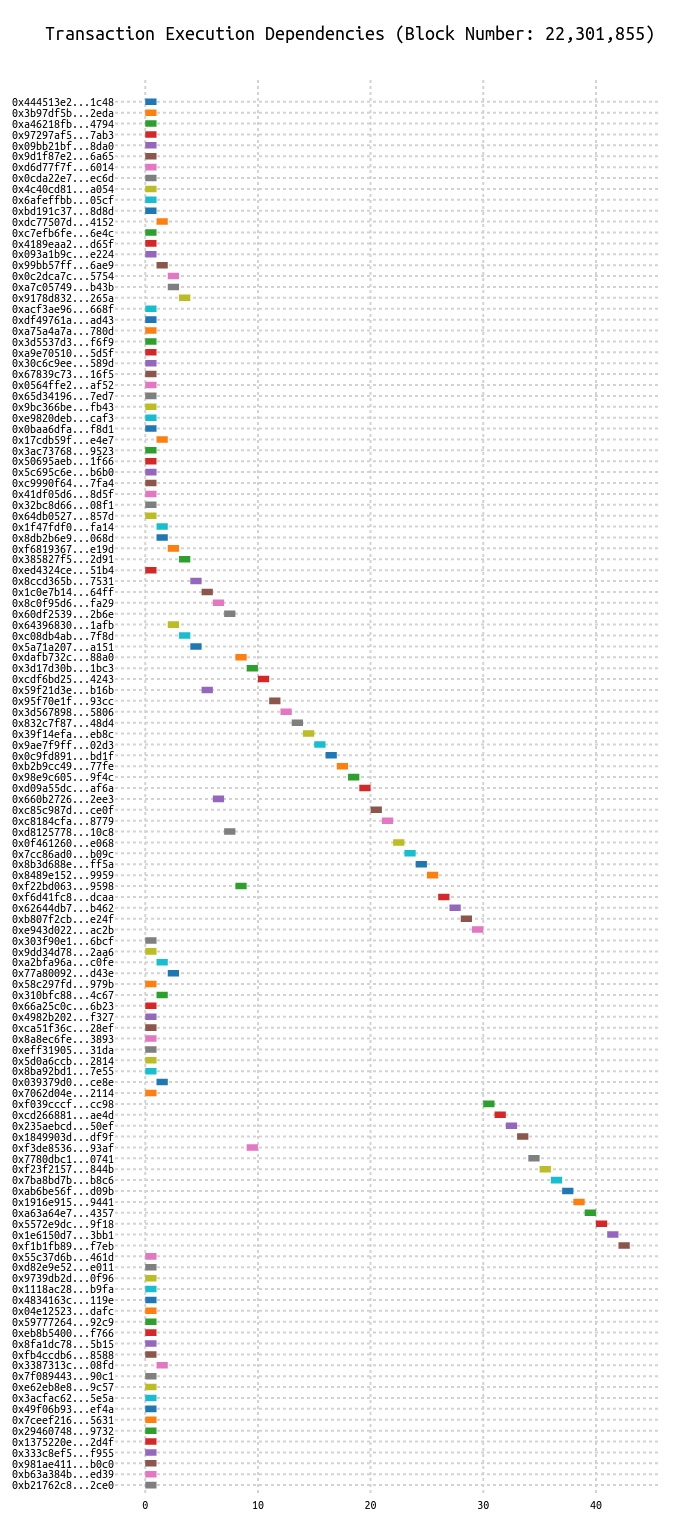 Transaction Execution Dependencies (Block Number: 22,301,855)
0x444513e2...1c48
0x3b97df5b...2eda
0xa46218fb...4794
0x97297af5...7ab3
0x09bb21bf...8da0
0x9d1f87e2...6a65
0xd6d77f7f...6014
0x0cda22e7...ec6d
0x4c40cd81...a054
0x6afeffbb...05cf
0xbd191c37...8d8d
0xdc77507d...4152
0xc7efb6fe...6e4c
0x4189eaa2...d65f
0x093a1b9c...e224
0x99bb57ff...6ae9
0x0c2dca7c...5754
0xa7c05749...b43b
0x9178d832...265a
0xacf3ae96...668f
0xdf49761a...ad43
0xa75a4a7a...780d
0x3d5537d3...f6f9
0xa9e70510...5d5f
0x30c6c9ee...589d
0x67839c73...16f5
0x0564ffe2...af52
0x65d34196...7ed7
0x9bc366be...fb43
0xe9820deb...caf3
0x0baa6dfa...f8d1
0x17cdb59f...e4e7
0x3ac73768...9523
0x50695aeb...1f66
0x5c695c6e...b6b0
0xc9990f64...7fa4
0x41df05d6...8d5f
0x32bc8d66...08f1
0x64db0527...857d
0x1f47fdf0...fa14
0x8db2b6e9...068d
0xf6819367...e19d
0x385827f5...2d91
0xed4324ce...51b4
0x8ccd365b...7531
0x1c0e7b14...64ff
0x8c0f95d6...fa29
0x60df2539...2b6e
0x64396830...1afb
0xc08db4ab...7f8d
0x5a71a207...a151
0xdafb732c...88a0
0x3d17d30b...1bc3
0xcdf6bd25...4243
0x59f21d3e...b16b
0x95f70e1f...93cc
0x3d567898...5806
0x832c7f87...48d4
0x39f14efa...eb8c
0x9ae7f9ff...02d3
0x0c9fd891...bd1f
0xb2b9cc49...77fe
0x98e9c605...9f4c
0xd09a55dc...af6a
0x660b2726...2ee3
0xc85c987d...ce0f
0xc8184cfa...8779
0xd8125778...10c8
0x0f461260...e068
0x7cc86ad0...b09c
0x8b3d688e...ff5a
0x8489e152...9959
0xf22bd063...9598
0xf6d41fc8...dcaa
0x62644db7...b462
0xb807f2cb...e24f
0xe943d022...ac2b
0x303f90e1...6bcf
0x9dd34d78...2aa6
0xa2bfa96a...c0fe
0x77a80092...d43e
0x58c297fd...979b
0x310bfc88...4c67
0x66a25c0c...6b23
0x4982b202...f327
0xca51f36c...28ef
0x8a8ec6fe...3893
0xeff31905...31da
0x5d0a6ccb...2814
0x8ba92bd1...7e55
0x039379d0...ce8e
0x7062d04e...2114
0xf039cccf...cc98
0xcd266881...ae4d
0x235aebcd...50ef
0x1849903d...df9f
0xf3de8536...93af
0x7780dbc1...0741
0xf23f2157...844b
0x7ba8bd7b...b8c6
0xab6be56f...d09b
0x1916e915...9441
0xa63a64e7...4357
0x5572e9dc...9f18
0x1e6150d7...3bb1
0xf1b1fb89...f7eb
0x55c37d6b...461d
0xd82e9e52...e011
0x9739db2d...0f96
0x1118ac28...b9fa
0x4834163c...119e
0x04e12523...dafc
0x59777264...92c9
0xeb8b5400...f766
0x8fa1dc78...5b15
0xfb4ccdb6...8588
0x3387313c...08fd
0x7f089443...90c1
0xe62eb8e8...9c57
0x3acfac62...5e5a
0x49f06b93...ef4a
0x7ceef216...5631
0x29460748...9732
0x1375220e...2d4f
0x333c8ef5...f955
0x981ae411...b0c0
0xb63a384b...ed39
0xb21762c8...2ce0
0 10 20 30 40